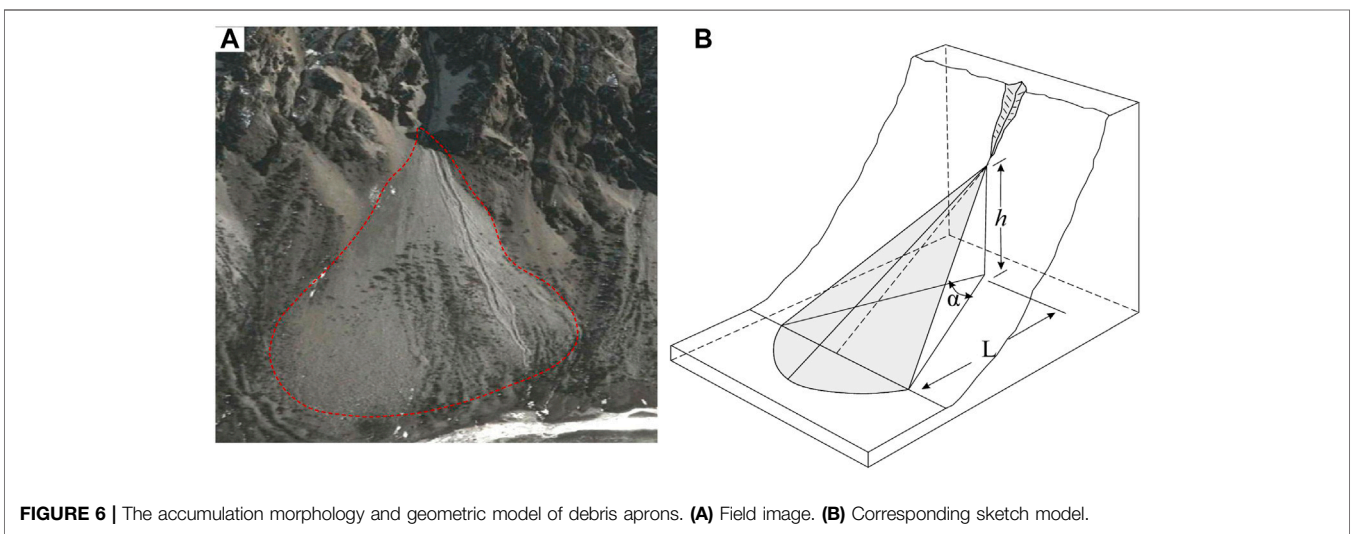 A
B
h
α
L
FIGURE 6 | The accumulation morphology and geometric model of debris aprons. (A) Field image. (B) Corresponding sketch model.